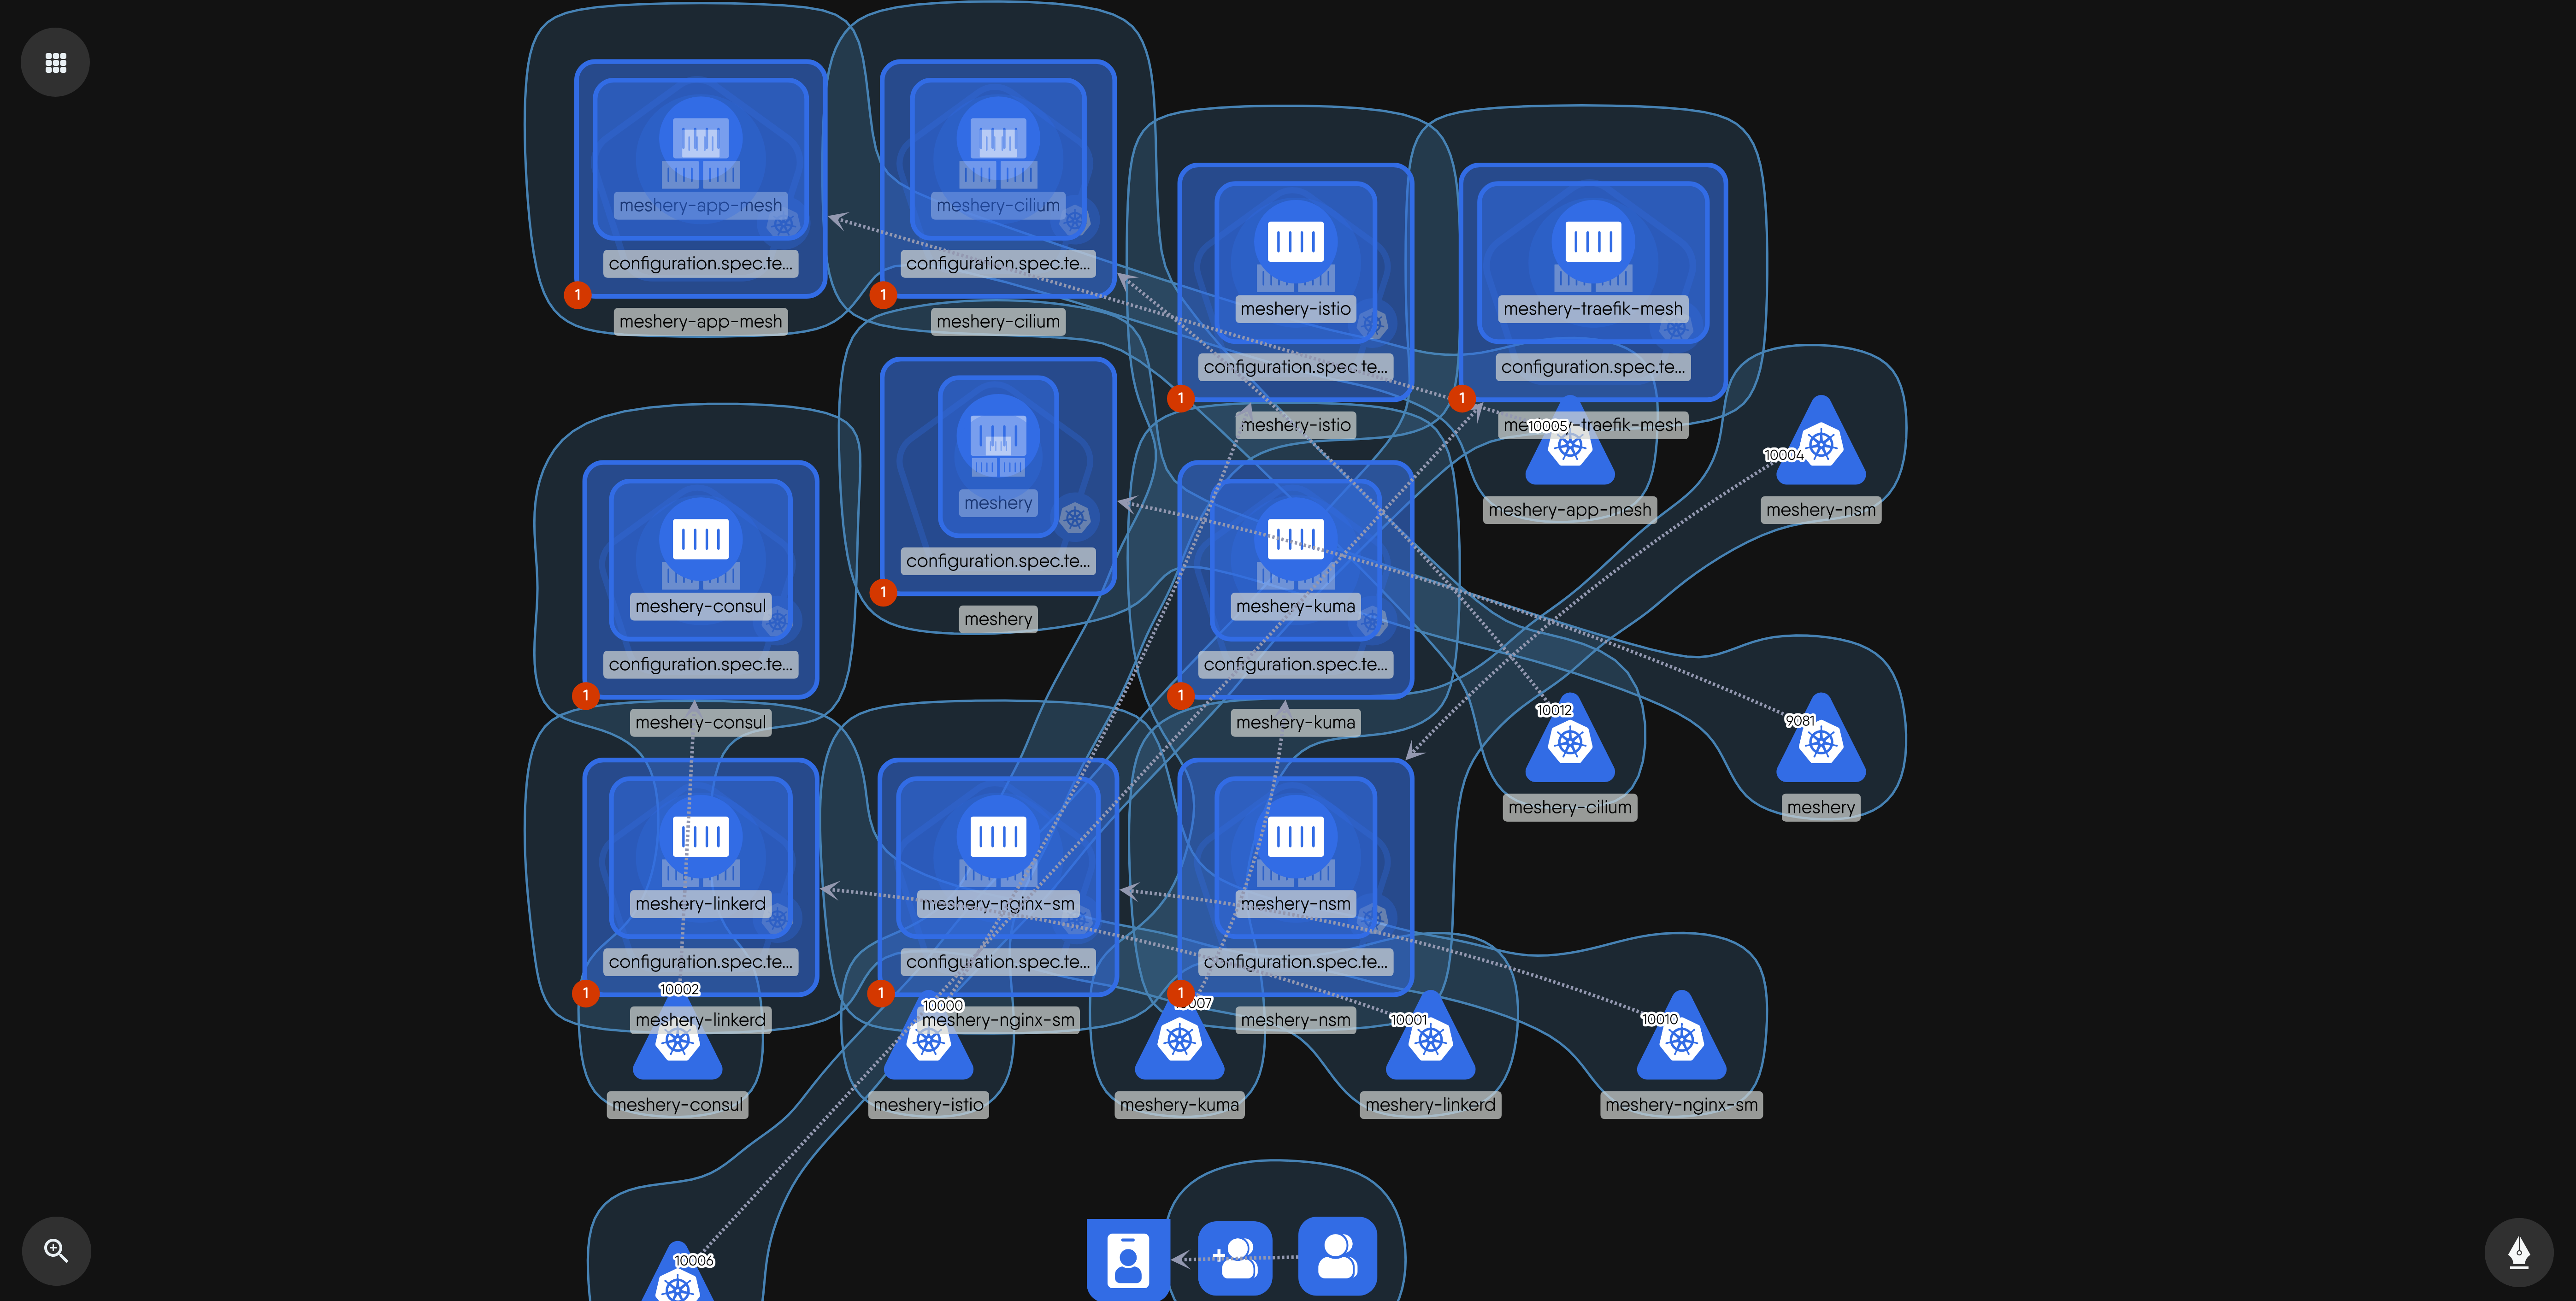 meshery-app-mesh
configuration.spec.te...
1
meshery-app-mesh
meshery-cilium
configuration.spec.te...
1
meshery-cilium
meshery-istio
configuration.spec.te...
1
meshery-istio
meshery-traefik-mesh
configuration.spec.te...
1
10005
-traefik-mesh
meshery-app-mesh
10004
meshery-nsm
meshery
configuration.spec.te...
1
meshery
meshery-consul
configuration.spec.te...
1
meshery-consul
meshery-kuma
configuration.spec.te...
1
meshery-kuma
10012
meshery-cilium
9081
meshery
meshery-linkerd
configuration.spec.te...
1
10002
meshery-linkerd
meshery-consul
meshery-nginx-sm
configuration.spec.te...
1
10000
meshery-nginx-sm
meshery-istio
meshery-nsm
configuration.spec.te...
1
007
meshery-nsm
meshery-kuma
10001
meshery-linkerd
10010
meshery-nginx-sm
10006